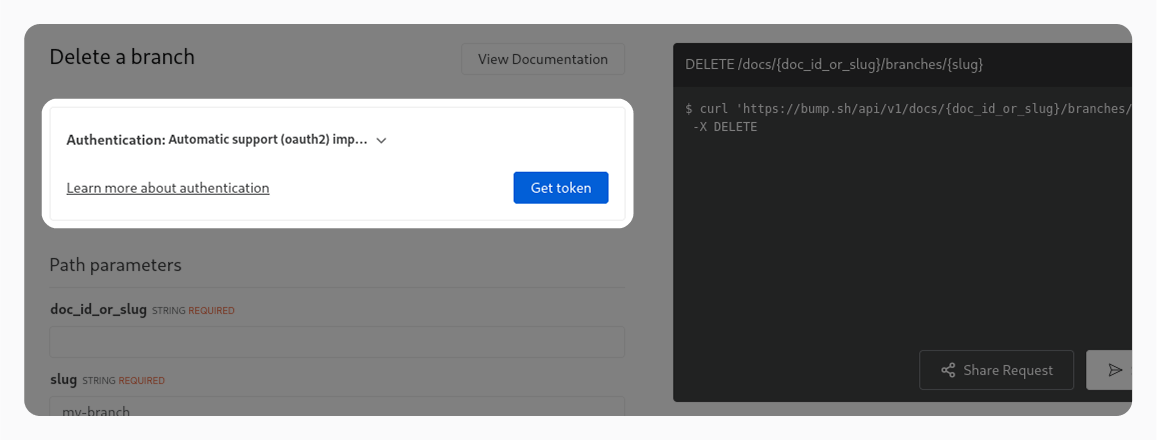 Delete a branch
View Documentation
Authentication: Automatic support (oauth2) imp...
Learn more about authentication
Get token
Path parameters
doc_id_or_slug STRING REQUIRED
slug STRING REQUIRED
my-branch
DELETE /docs/{doc_id_or_slug}/branches/{slug}
$ curl 'https://bump.sh/api/v1/docs/{doc_id_or_slug}/branches/
-X DELETE
Share Request